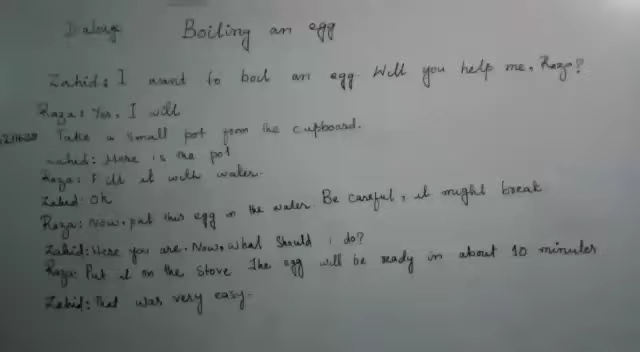 Dialogue Boiling an egg
Zahid: I want to boil an egg. Will you help me, Raza?
Raza: Yes, I will
Take a small pot from the cupboard.
Zahid: Here is the pot
Raza: Fill it with water.
Zahid: Ok
Raza: Now, put this egg in the water. Be careful, it might break
Zahid: Here you are. Now, what should i do?
Raza: Put it on the stove The egg will be ready in about 10 minutes
Zahid: That was very easy.